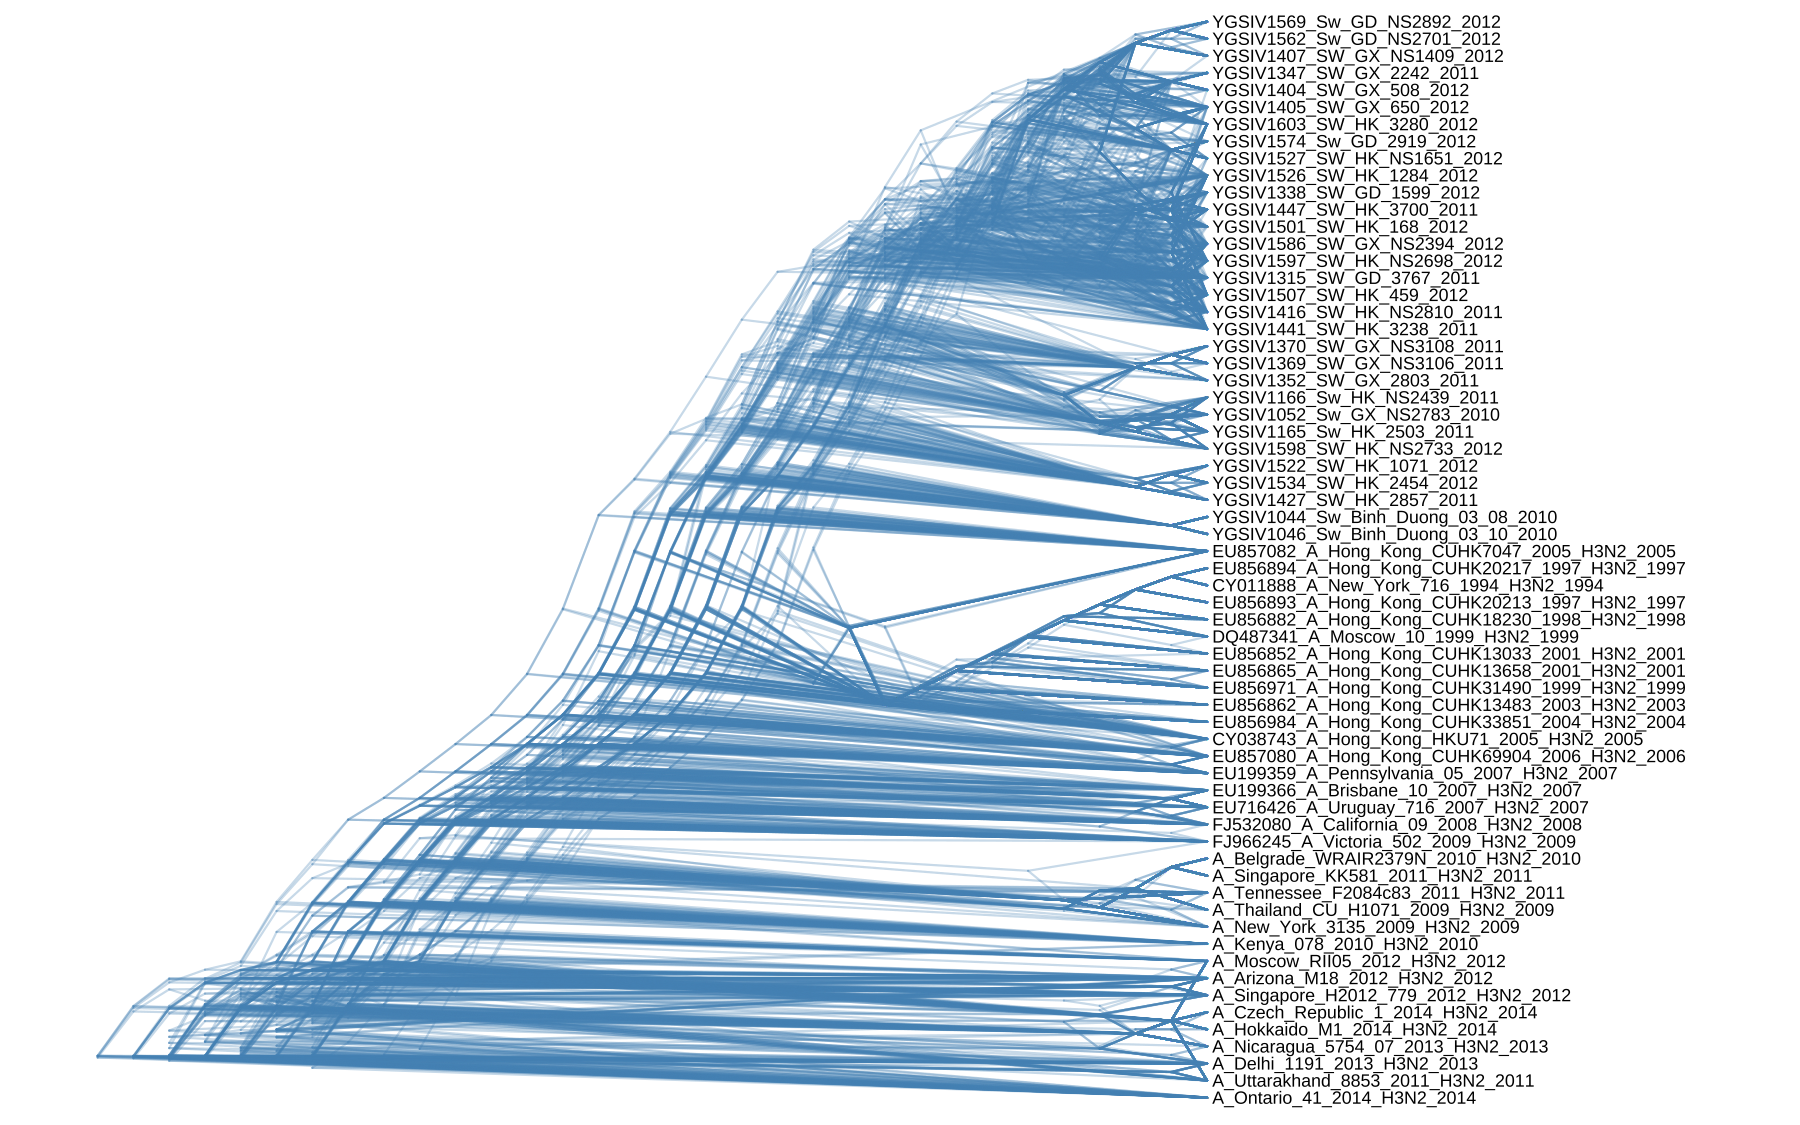 YGSIV1569_Sw_GD_NS2892_2012
YGSIV1562_Sw_GD_NS2701_2012
YGSIV1407_SW_GX_NS1409_2012
YGSIV1347_SW_GX_2242_2011
YGSIV1404_SW_GX_508_2012
YGSIV1405_SW_GX_650_2012
YGSIV1603_SW_HK_3280_2012
YGSIV1574_Sw_GD_2919_2012
YGSIV1527_SW_HK_NS1651_2012
YGSIV1526_SW_HK_1284_2012
YGSIV1338_SW_GD_1599_2012
YGSIV1447_SW_HK_3700_2011
YGSIV1501_SW_HK_168_2012
YGSIV1586_SW_GX_NS2394_2012
YGSIV1597_SW_HK_NS2698_2012
YGSIV1315_SW_GD_3767_2011
YGSIV1507_SW_HK_459_2012
YGSIV1416_SW_HK_NS2810_2011
YGSIV1441_SW_HK_3238_2011
YGSIV1370_SW_GX_NS3108_2011
YGSIV1369_SW_GX_NS3106_2011
YGSIV1352_SW_GX_2803_2011
YGSIV1166_Sw_HK_NS2439_2011
YGSIV1052_Sw_GX_NS2783_2010
YGSIV1165_Sw_HK_2503_2011
YGSIV1598_SW_HK_NS2733_2012
YGSIV1522_SW_HK_1071_2012
YGSIV1534_SW_HK_2454_2012
YGSIV1427_SW_HK_2857_2011
YGSIV1044_Sw_Binh_Duong_03_08_2010
YGSIV1046_Sw_Binh_Duong_03_10_2010
EU857082_A_Hong_Kong_CUHK7047_2005_H3N2_2005
EU856894_A_Hong_Kong_CUHK20217_1997_H3N2_1997
CY011888_A_New_York_716_1994_H3N2_1994
EU856893_A_Hong_Kong_CUHK20213_1997_H3N2_1997
EU856882_A_Hong_Kong_CUHK18230_1998_H3N2_1998
DQ487341_A_Moscow_10_1999_H3N2_1999
EU856852_A_Hong_Kong_CUHK13033_2001_H3N2_2001
EU856865_A_Hong_Kong_CUHK13658_2001_H3N2_2001
EU856971_A_Hong_Kong_CUHK31490_1999_H3N2_1999
EU856862_A_Hong_Kong_CUHK13483_2003_H3N2_2003
EU856984_A_Hong_Kong_CUHK33851_2004_H3N2_2004
CY038743_A_Hong_Kong_HKU71_2005_H3N2_2005
EU857080_A_Hong_Kong_CUHK69904_2006_H3N2_2006
EU199359_A_Pennsylvania_05_2007_H3N2_2007
EU199366_A_Brisbane_10_2007_H3N2_2007
EU716426_A_Uruguay_716_2007_H3N2_2007
FJ532080_A_California_09_2008_H3N2_2008
FJ966245_A_Victoria_502_2009_H3N2_2009
A_Belgrade_WRAIR2379N_2010_H3N2_2010
A_Singapore_KK581_2011_H3N2_2011
A_Tennessee_F2084c83_2011_H3N2_2011
A_Thailand_CU_H1071_2009_H3N2_2009
A_New_York_3135_2009_H3N2_2009
A_Kenya_078_2010_H3N2_2010
A_Moscow_RII05_2012_H3N2_2012
A_Arizona_M18_2012_H3N2_2012
A_Singapore_H2012_779_2012_H3N2_2012
A_Czech_Republic_1_2014_H3N2_2014
A_Hokkaido_M1_2014_H3N2_2014
A_Nicaragua_5754_07_2013_H3N2_2013
A_Delhi_1191_2013_H3N2_2013
A_Uttarakhand_8853_2011_H3N2_2011
A_Ontario_41_2014_H3N2_2014